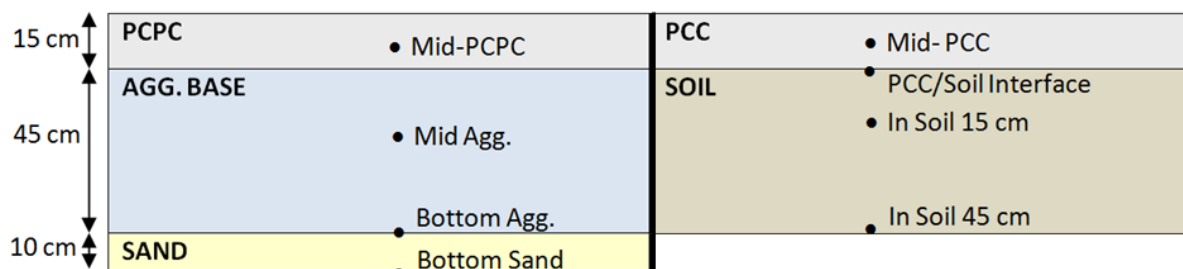 15 cm
PCPC
Mid-PCPC
45 cm
AGG. BASE
Mid Agg.
Bottom Agg.
10 cm
SAND
Bottom Sand
PCC
Mid- PCC
SOIL
PCC/Soil Interface
In Soil 15 cm
In Soil 45 cm